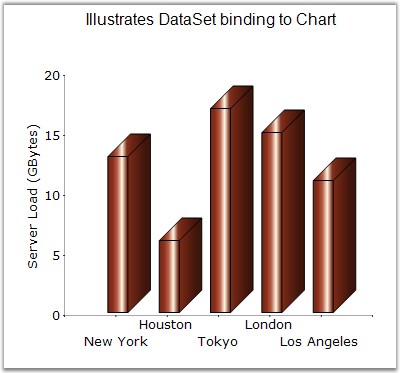 Illustrates DataSet binding to Chart
Server Load (GBytes)
20
15
10
5
0
Houston London
New York Tokyo Los Angeles